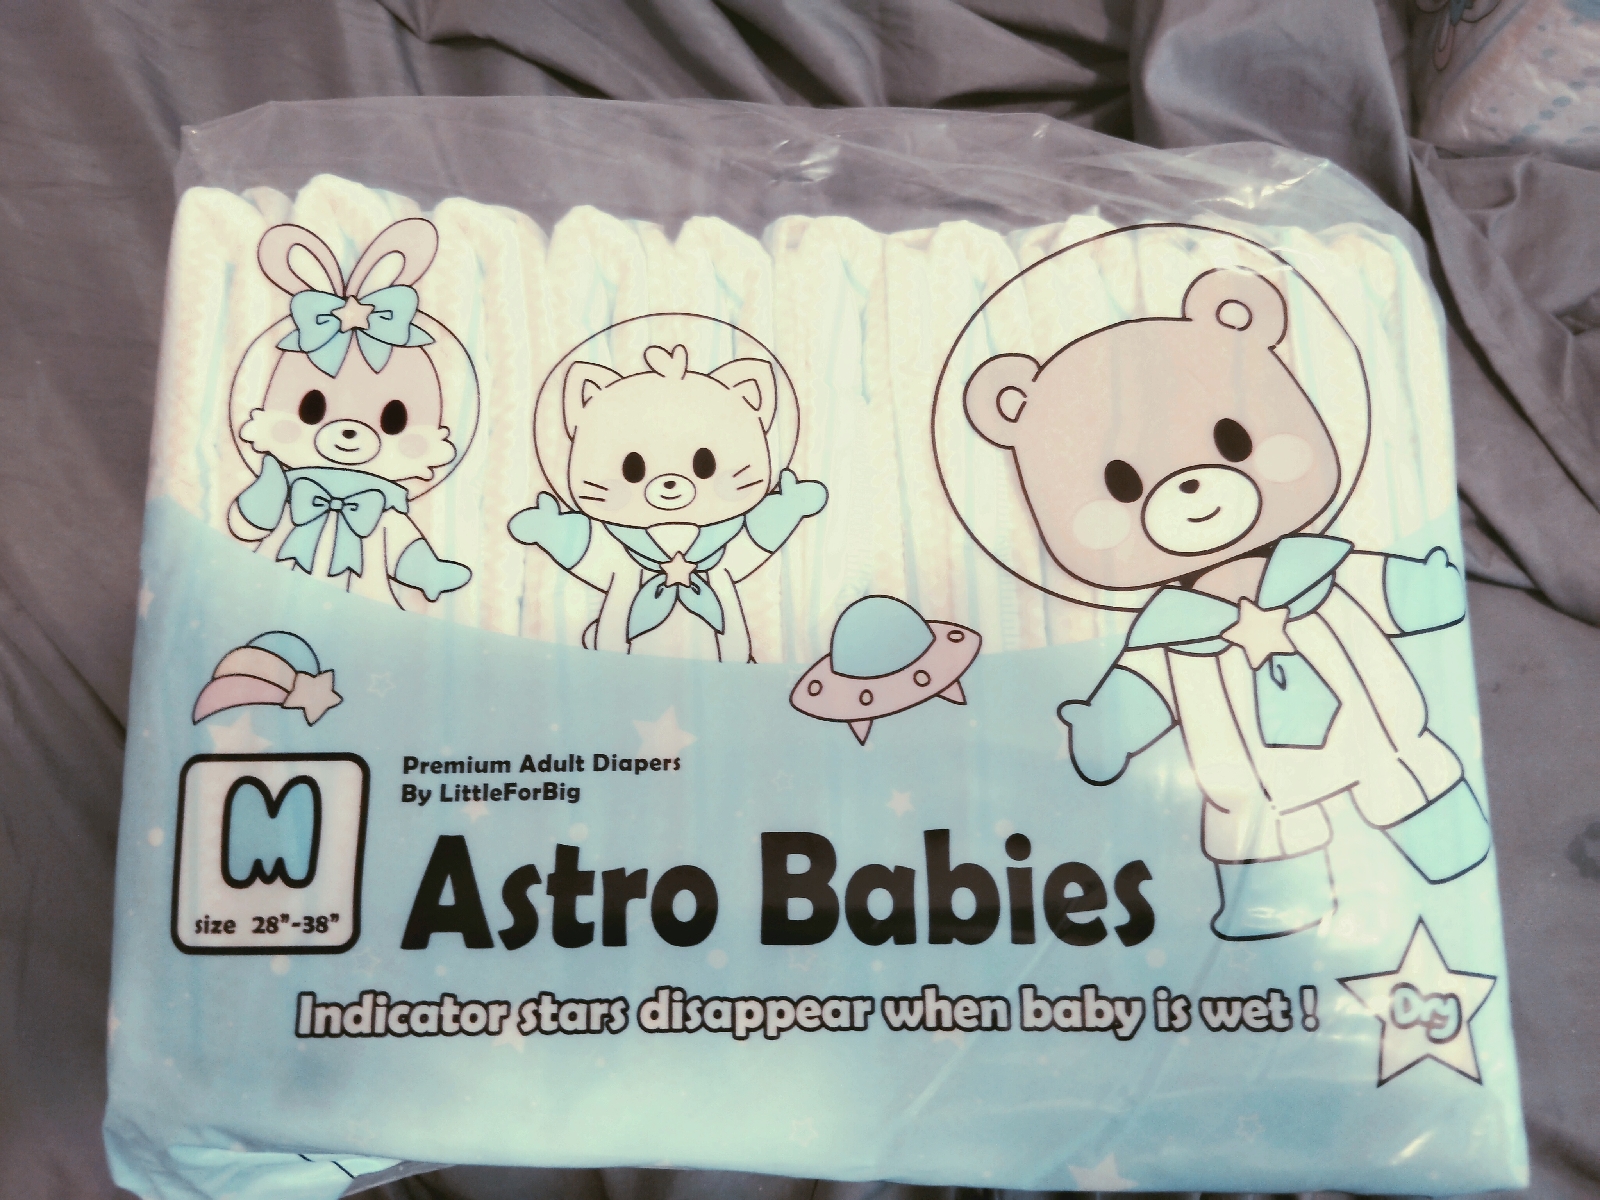 Premium Adult Diapers
By LittleForBig
M
size 28"-38"
Astro Babies
Indicator stars disappear when baby is wet !
Dry